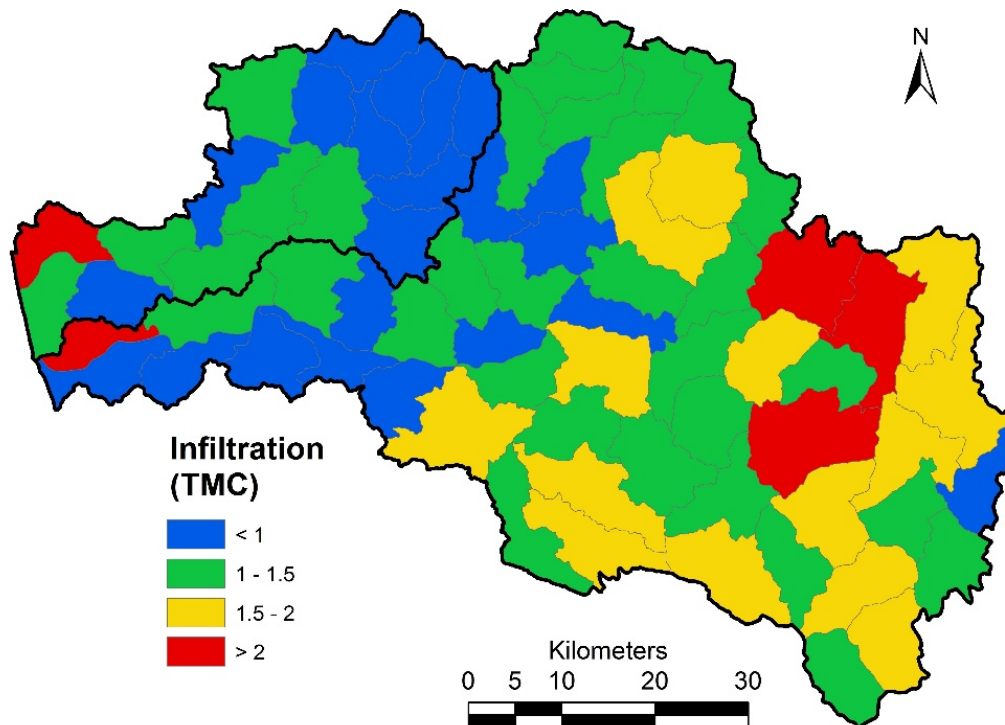 N
Infiltration
(TMC)
< 1
1 - 1.5
1.5 - 2
> 2
Kilometers
0 5 10 20 30